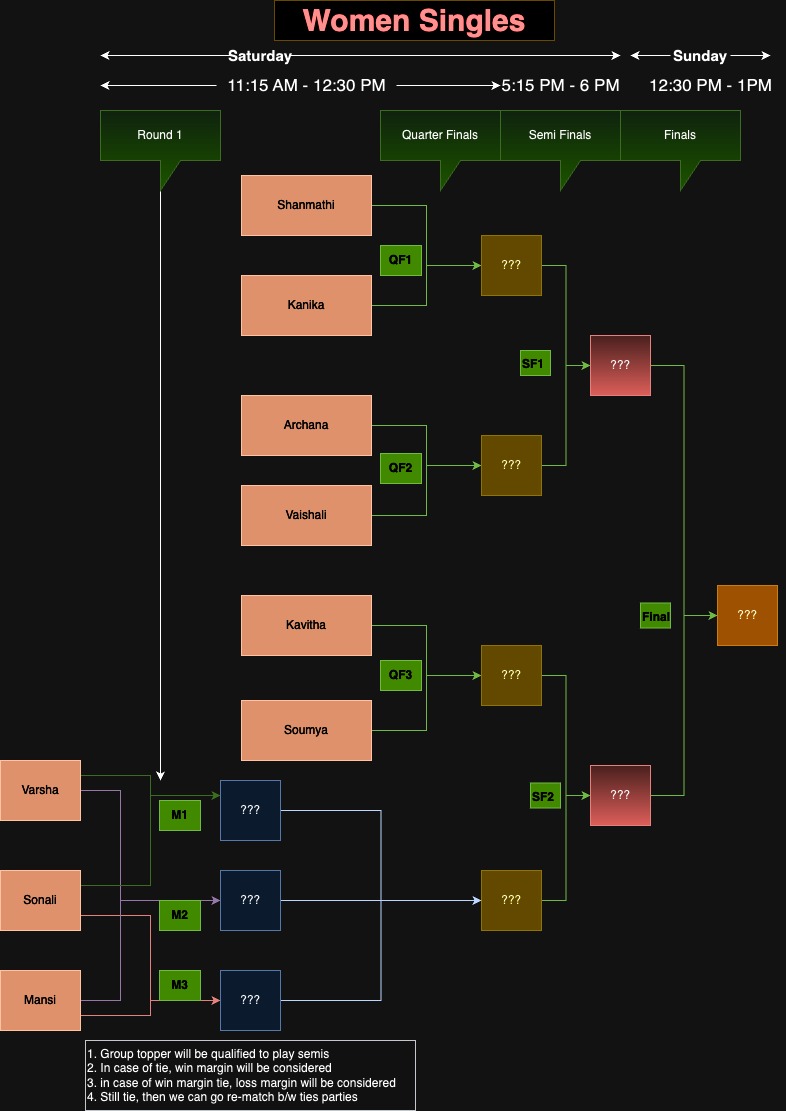 Women Singles
Saturday
Sunday
11:15 AM - 12:30 PM
5:15 PM - 6 PM
12:30 PM - 1PM
Round 1
Quarter Finals
Semi Finals
Finals
Shanmathi
QF1
???
Kanika
SF1
???
Archana
QF2
???
Vaishali
Kavitha
Final
???
QF3
???
Soumya
Varsha
M1
???
SF2
???
Sonali
M2
???
???
Mansi
M3
???
1. Group topper will be qualified to play semis
2. In case of tie, win margin will be considered
3. in case of win margin tie, loss margin will be considered
4. Still tie, then we can go re-match b/w ties parties